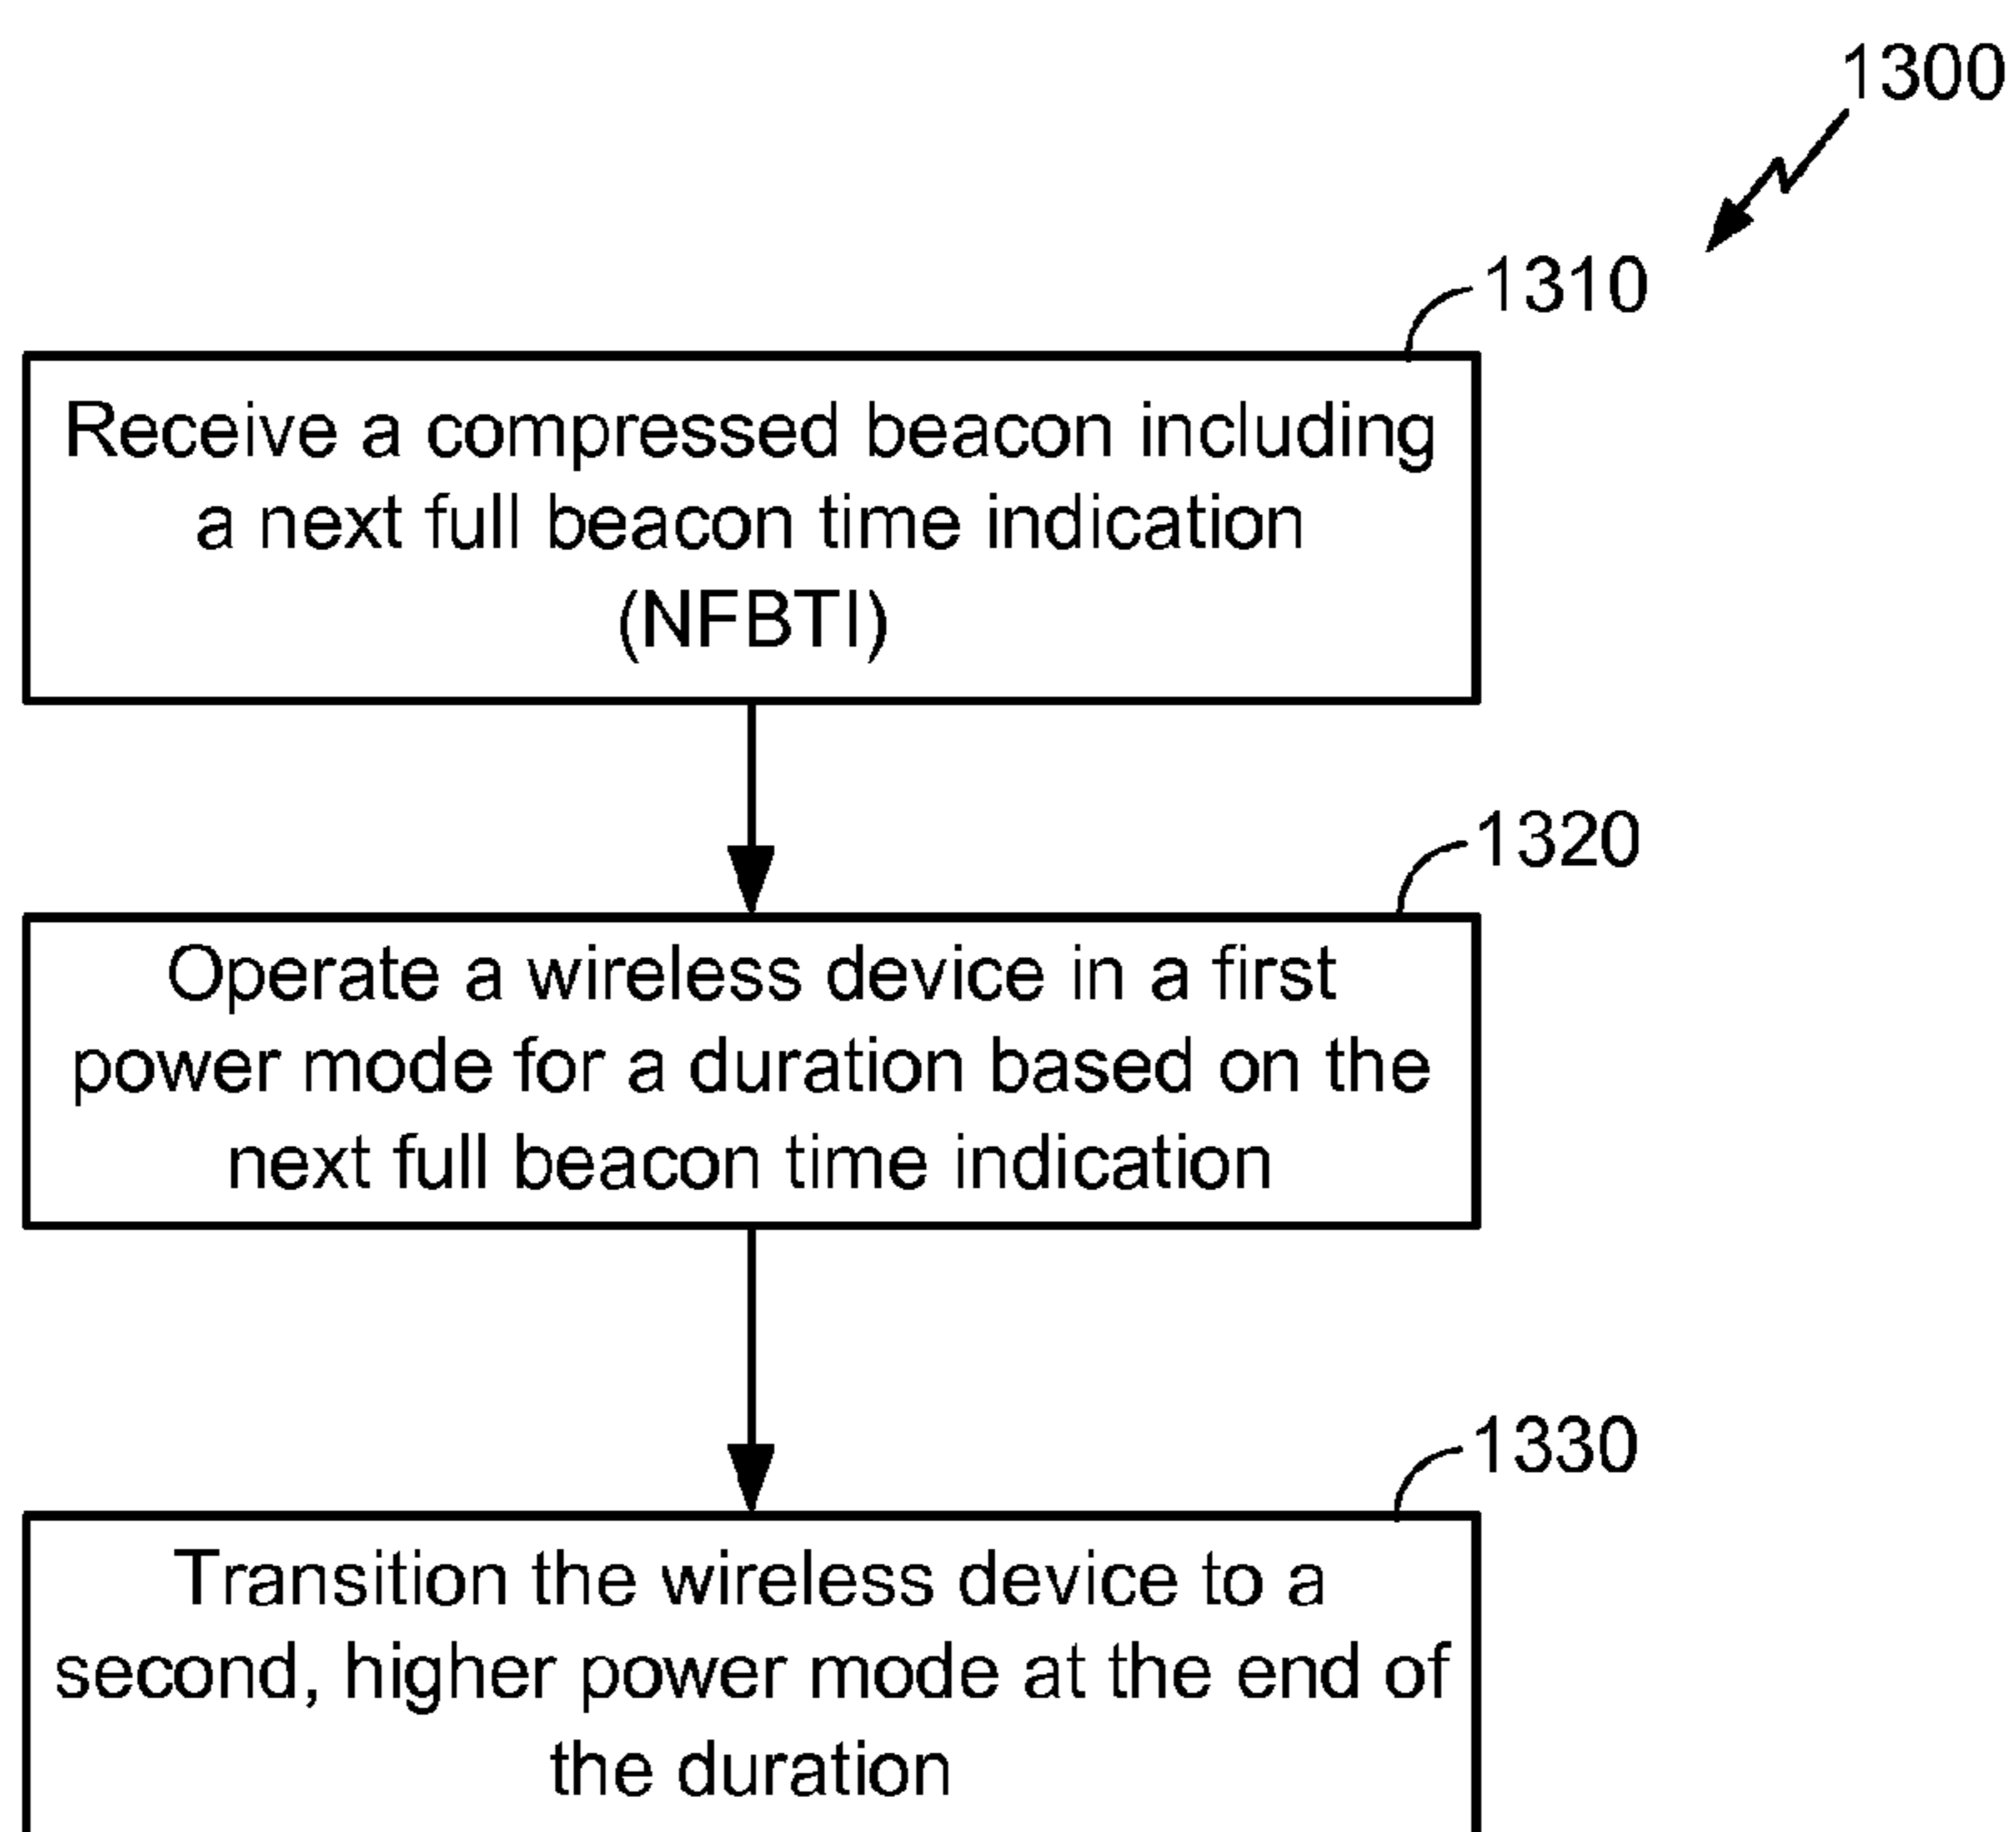 1300
1310
Receive a compressed beacon including
a next full beacon time indication
(NFBTI)
1320
Operate a wireless device in a first
power mode for a duration based on the
next full beacon time indication
1330
Transition the wireless device to a
second, higher power mode at the end of
the duration